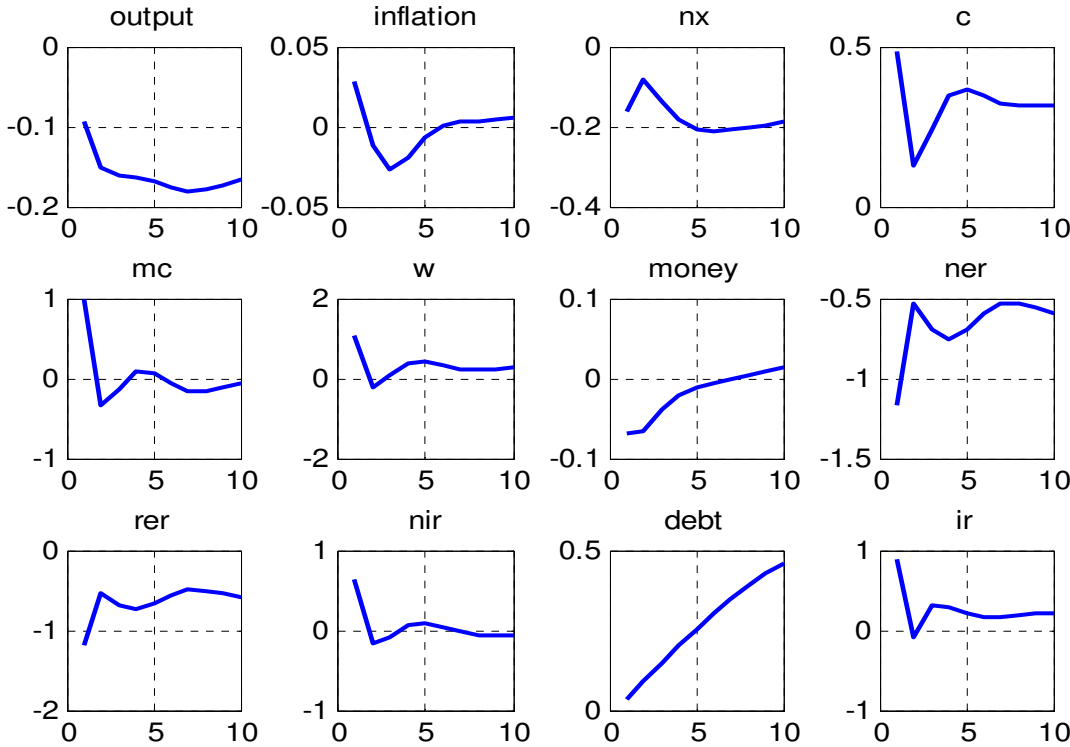 output inflation nx c
0 0.05 0 0.5
-0.1 0 -0.2
-0.2 -0.05 -0.4 0
0 5 10 0 5 10 0 5 10 0 5 10
mc w money ner
1 2 0.1 -0.5
0 0 0 -1
-1 -2 -0.1 -1.5
0 5 10 0 5 10 0 5 10 0 5 10
rer nir debt ir
0 1 0.5 1
-1 0 0
-2 -1 0 -1
0 5 10 0 5 10 0 5 10 0 5 10